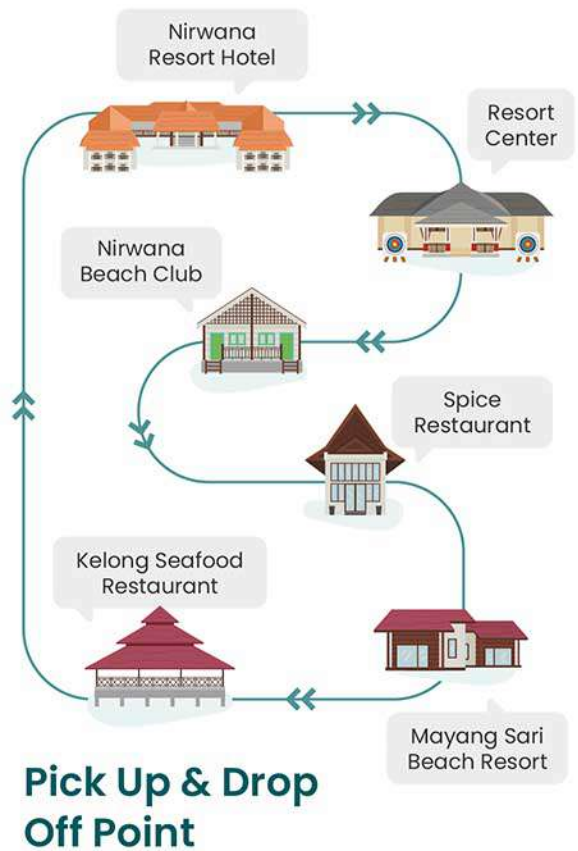 Nirwana
Resort Hotel
Resort
Center
Nirwana
Beach Club
Spice
Restaurant
Kelong Seafood
Restaurant
Mayang Sari
Beach Resort
Pick Up & Drop
Off Point